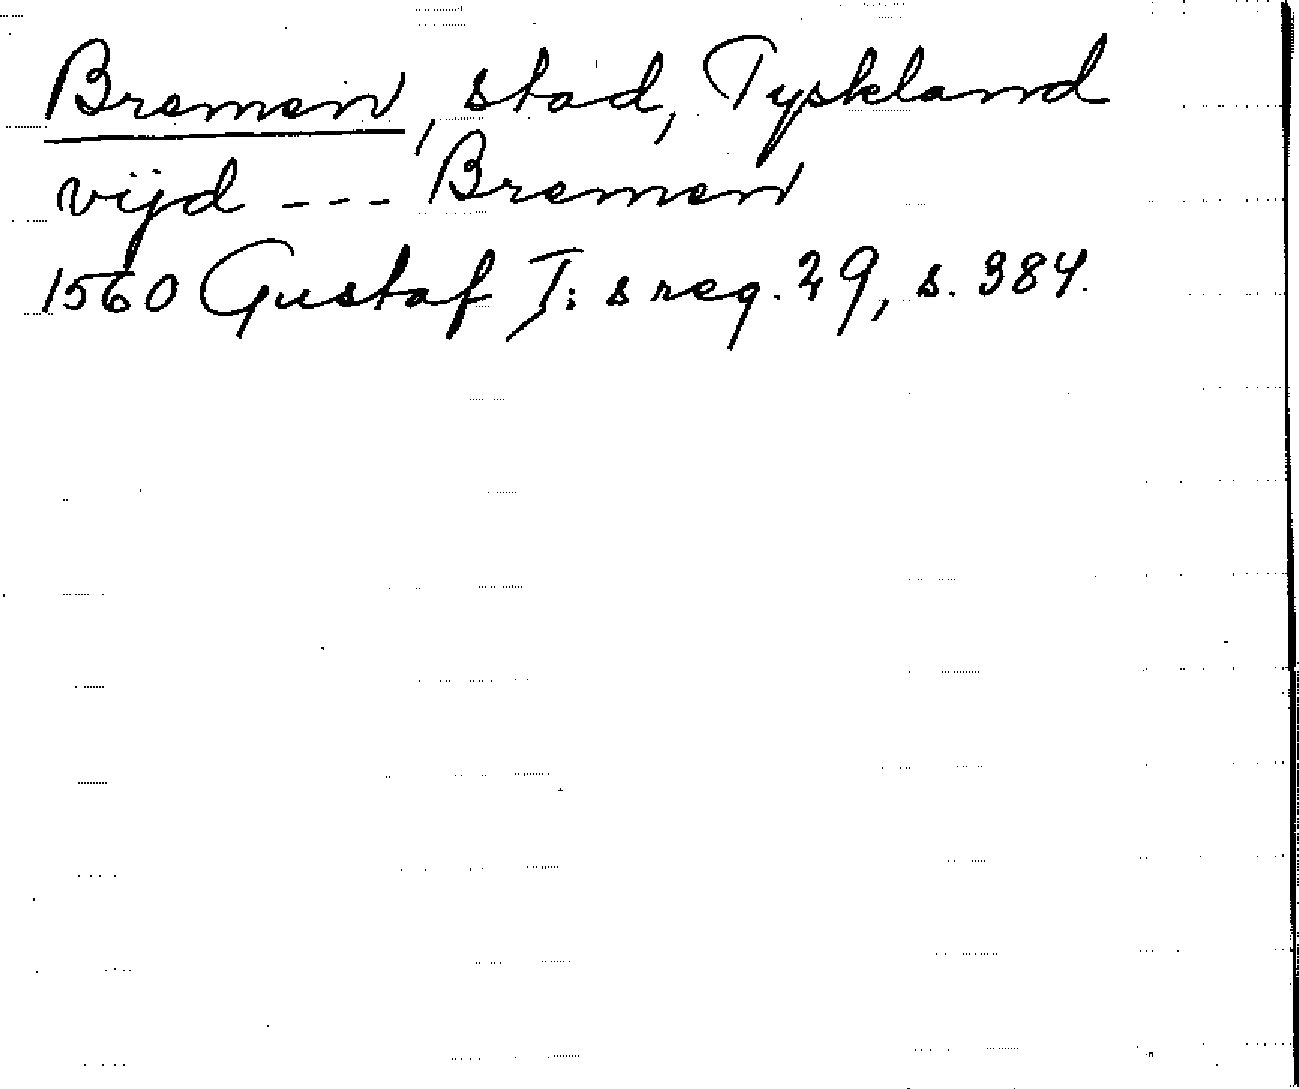 Bremen, stad, Tyskland
vijd --- Bremen
1560 Gustaf I:s reg. 29, s. 384.